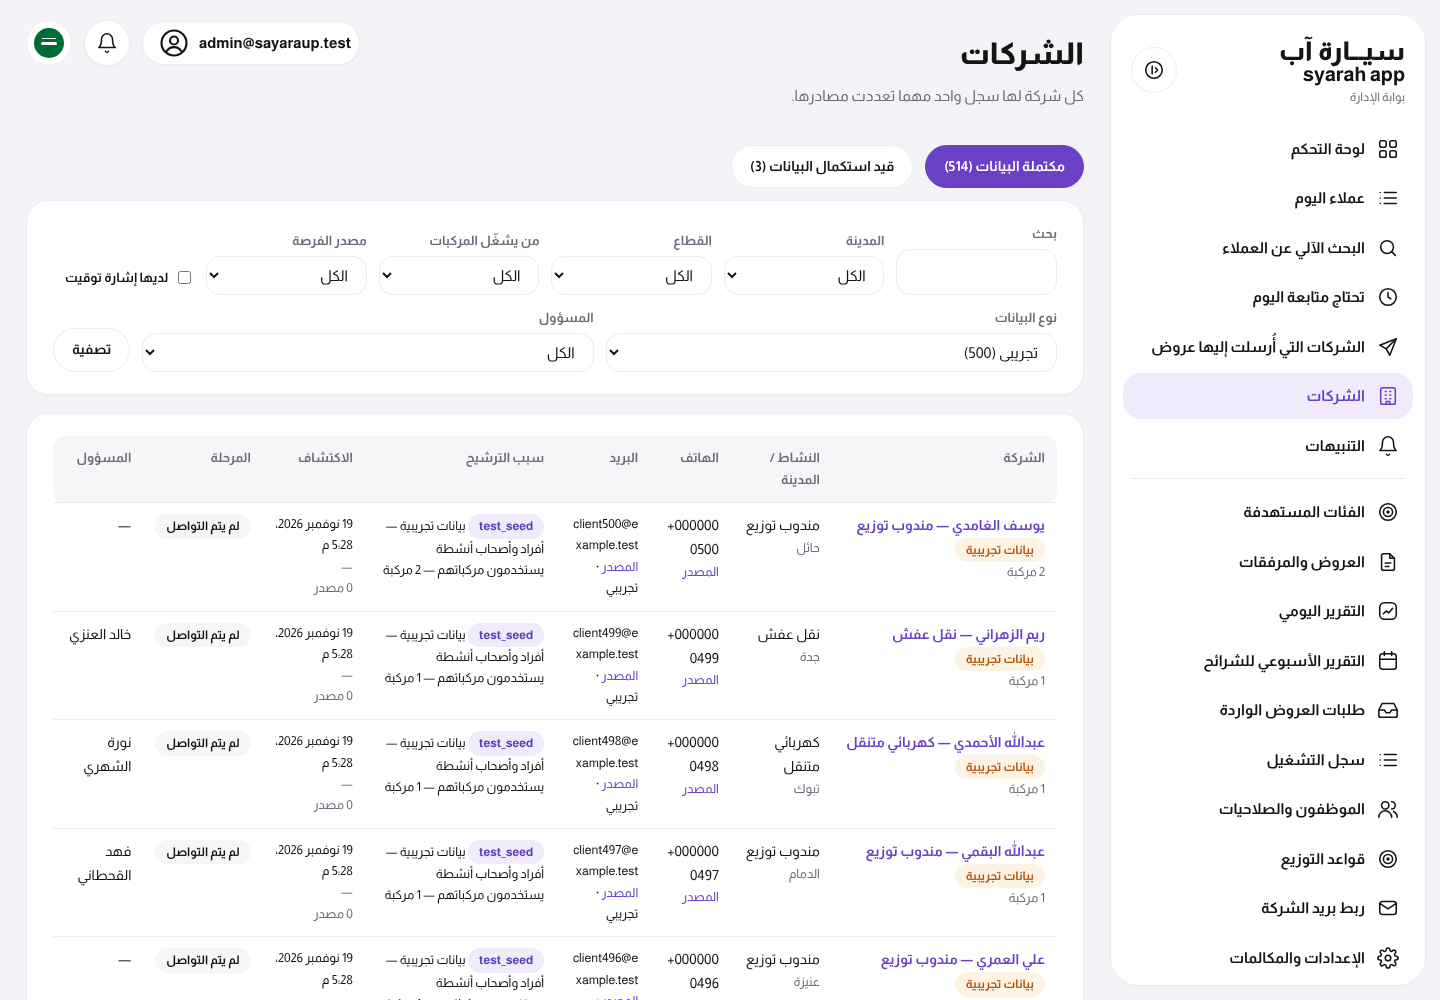 سيـارة آب
syarah app
بوابة الإدارة
لوحة التحكم
عملاء اليوم
البحث الآلي عن العملاء
تحتاج متابعة اليوم
الشركات التي أُرسلت إليها عروض
الشركات
التنبيهات
الفئات المستهدفة
العروض والمرفقات
التقرير اليومي
التقرير الأسبوعي للشرائح
طلبات العروض الواردة
سجل التشغيل
الموظفون والصلاحيات
قواعد التوزيع
ربط بريد الشركة
الإعدادات والمكالمات
admin@sayaraup.test
الشركات
كل شركة لها سجل واحد مهما تعددت مصادرها.
مكتملة البيانات (514)
قيد استكمال البيانات (3)
بحث
المدينة
الكل
القطاع
الكل
من يشغّل المركبات
الكل
مصدر الفرصة
الكل
لديها إشارة توقيت
نوع البيانات
تجريبي (500)
المسؤول
الكل
تصفية
الشركة
النشاط /
المدينة
الهاتف
البريد
سبب الترشيح
الاكتشاف
المرحلة
المسؤول
يوسف الغامدي — مندوب توزيع
بيانات تجريبية
2 مركبة
مندوب توزيع
حائل
+000000
0500
المصدر
client500@e
xample.test
المصدر ·
تجريبي
test_seed بيانات تجريبية —
أفراد وأصحاب أنشطة
يستخدمون مركباتهم — 2 مركبة
19 نوفمبر 2026،
5:28 م
—
0 مصدر
لم يتم التواصل
—
ريم الزهراني — نقل عفش
بيانات تجريبية
1 مركبة
نقل عفش
جدة
+000000
0499
المصدر
client499@e
xample.test
المصدر ·
تجريبي
test_seed بيانات تجريبية —
أفراد وأصحاب أنشطة
يستخدمون مركباتهم — 1 مركبة
19 نوفمبر 2026،
5:28 م
—
0 مصدر
لم يتم التواصل
خالد العنزي
عبدالله الأحمدي — كهربائي متنقل
بيانات تجريبية
1 مركبة
كهربائي
متنقل
تبوك
+000000
0498
المصدر
client498@e
xample.test
المصدر ·
تجريبي
test_seed بيانات تجريبية —
أفراد وأصحاب أنشطة
يستخدمون مركباتهم — 1 مركبة
19 نوفمبر 2026،
5:28 م
—
0 مصدر
لم يتم التواصل
نورة
الشهري
عبدالله البقمي — مندوب توزيع
بيانات تجريبية
1 مركبة
مندوب توزيع
الدمام
+000000
0497
المصدر
client497@e
xample.test
المصدر ·
تجريبي
test_seed بيانات تجريبية —
أفراد وأصحاب أنشطة
يستخدمون مركباتهم — 1 مركبة
19 نوفمبر 2026،
5:28 م
—
0 مصدر
لم يتم التواصل
فهد
القحطاني
علي العمري — مندوب توزيع
بيانات تجريبية
مندوب توزيع
عنيزة
+000000
0496
client496@e
xample.test
test_seed بيانات تجريبية —
أفراد وأصحاب أنشطة
19 نوفمبر 2026،
5:28 م
—
لم يتم التواصل
—